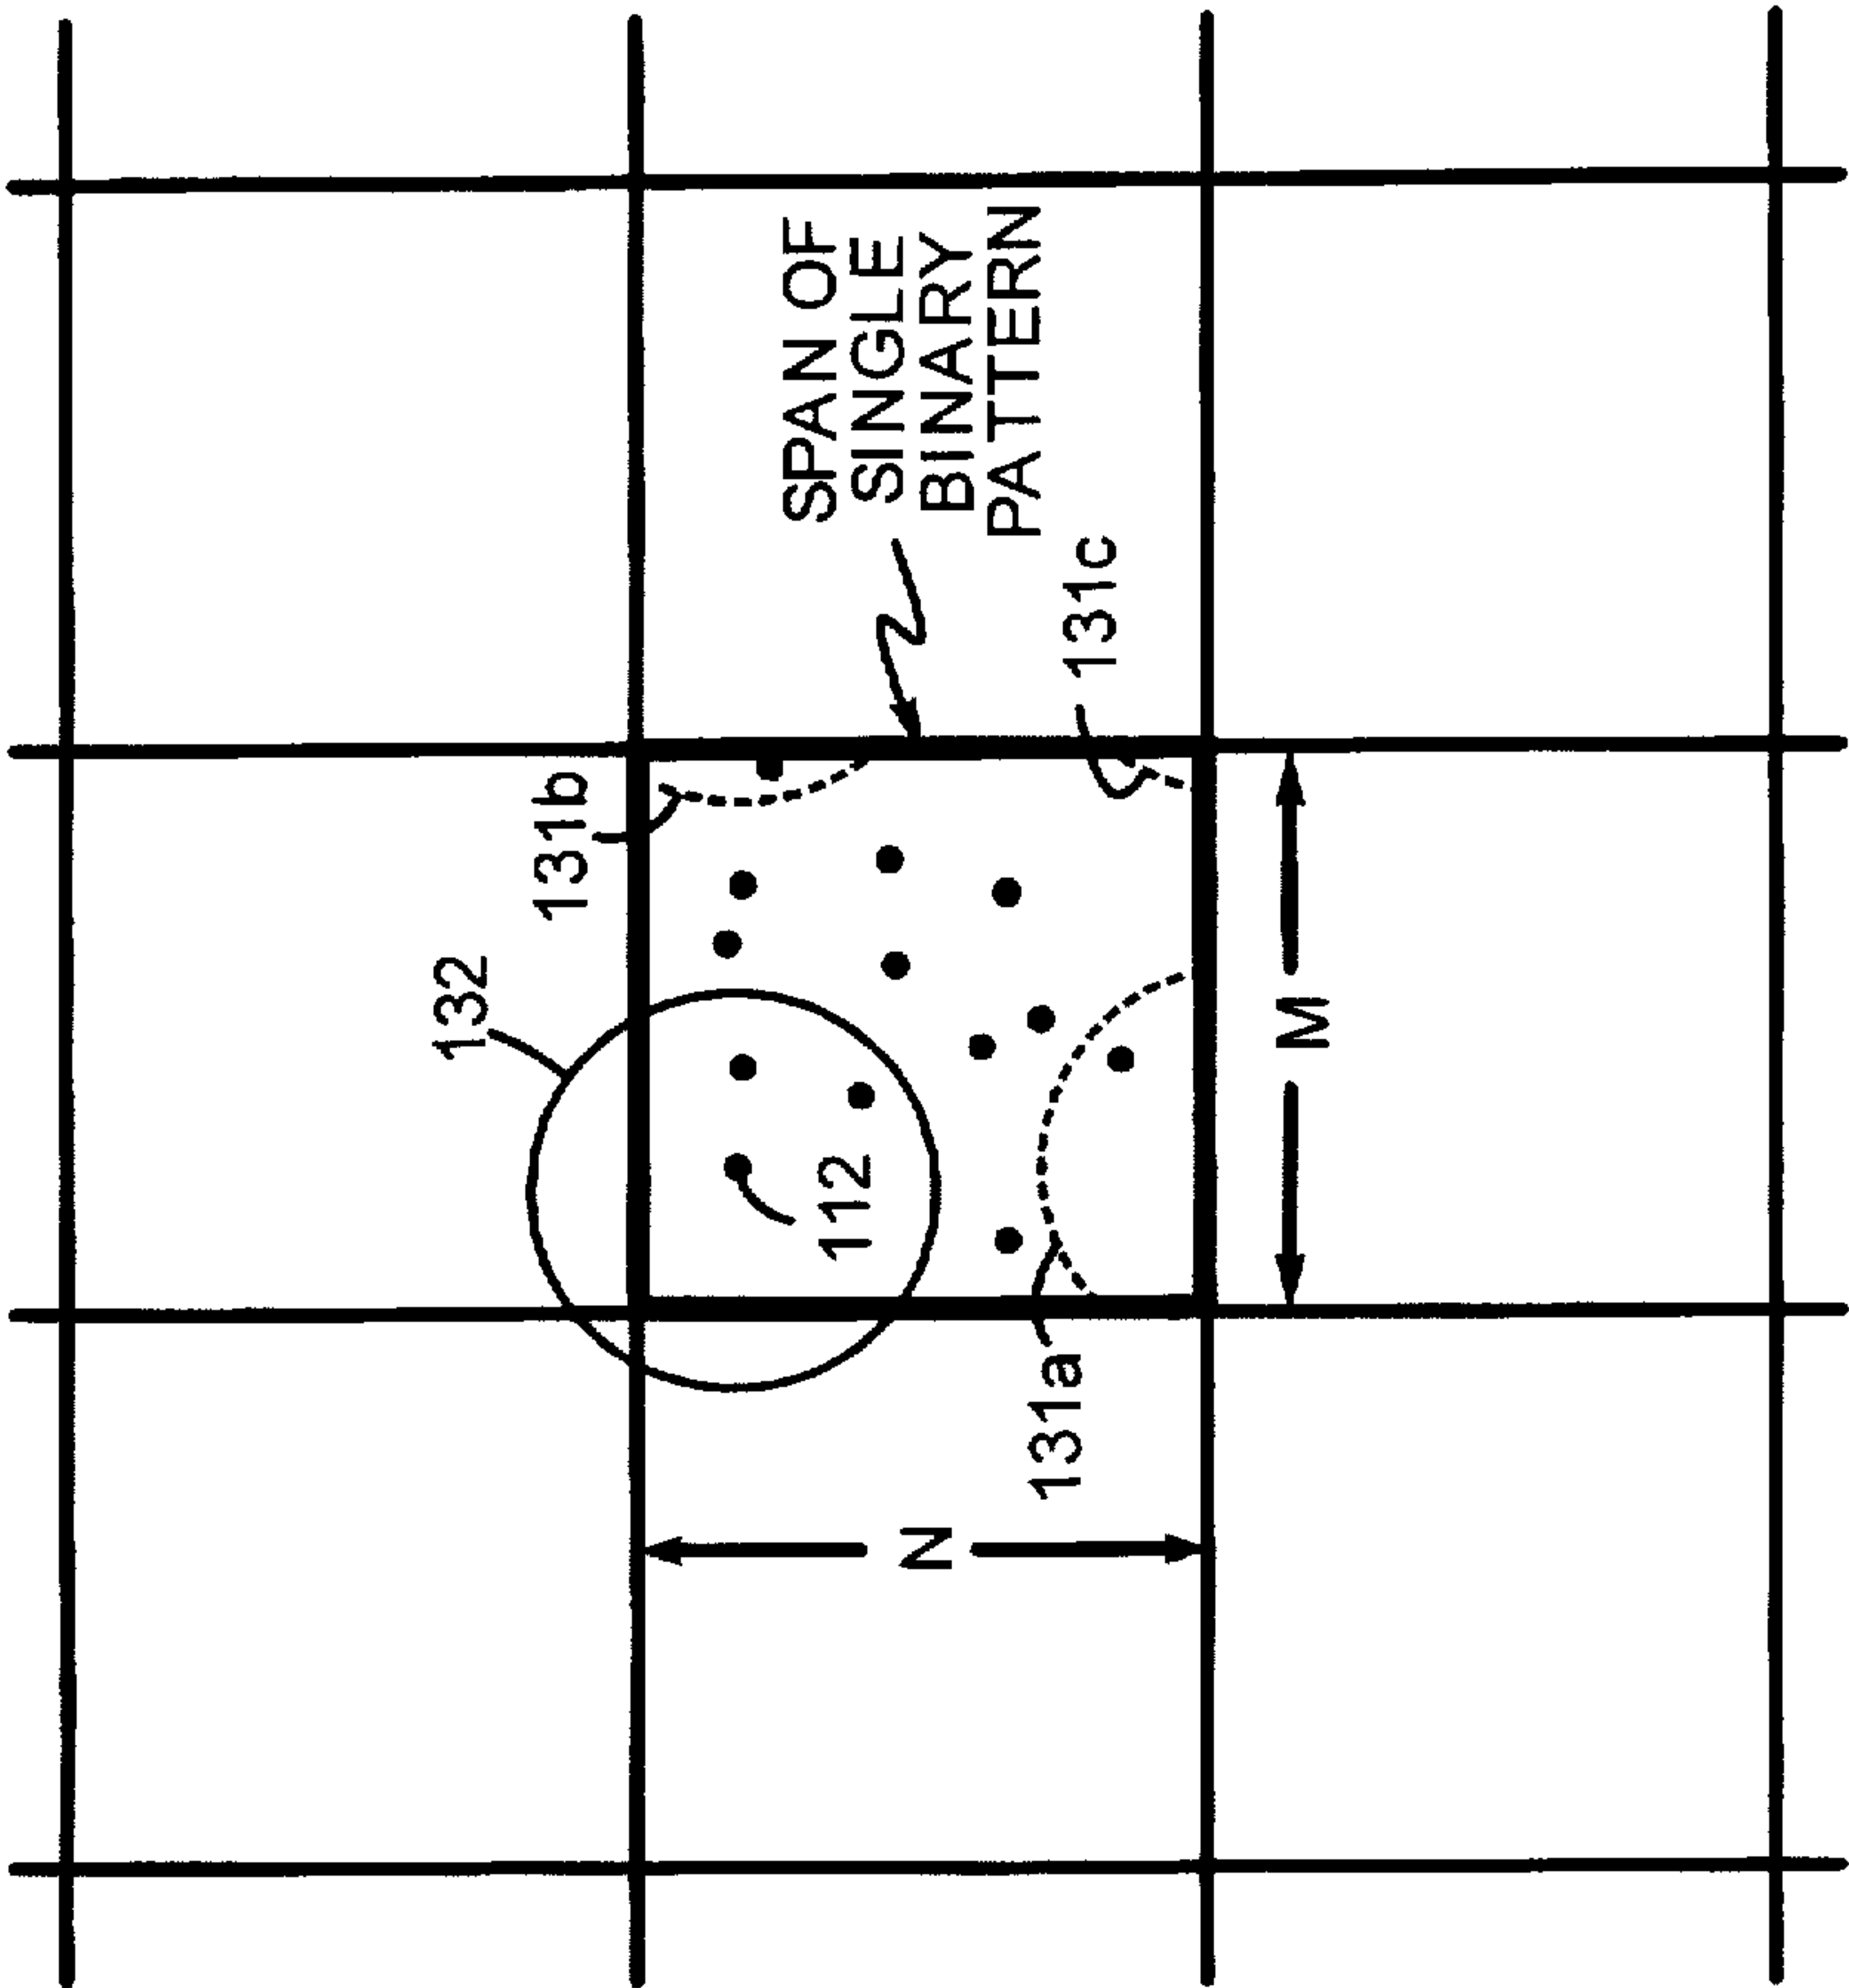 SPAN OF
SINGLE
BINARY
PATTERN
132
131b
131c
112
131a
N
M